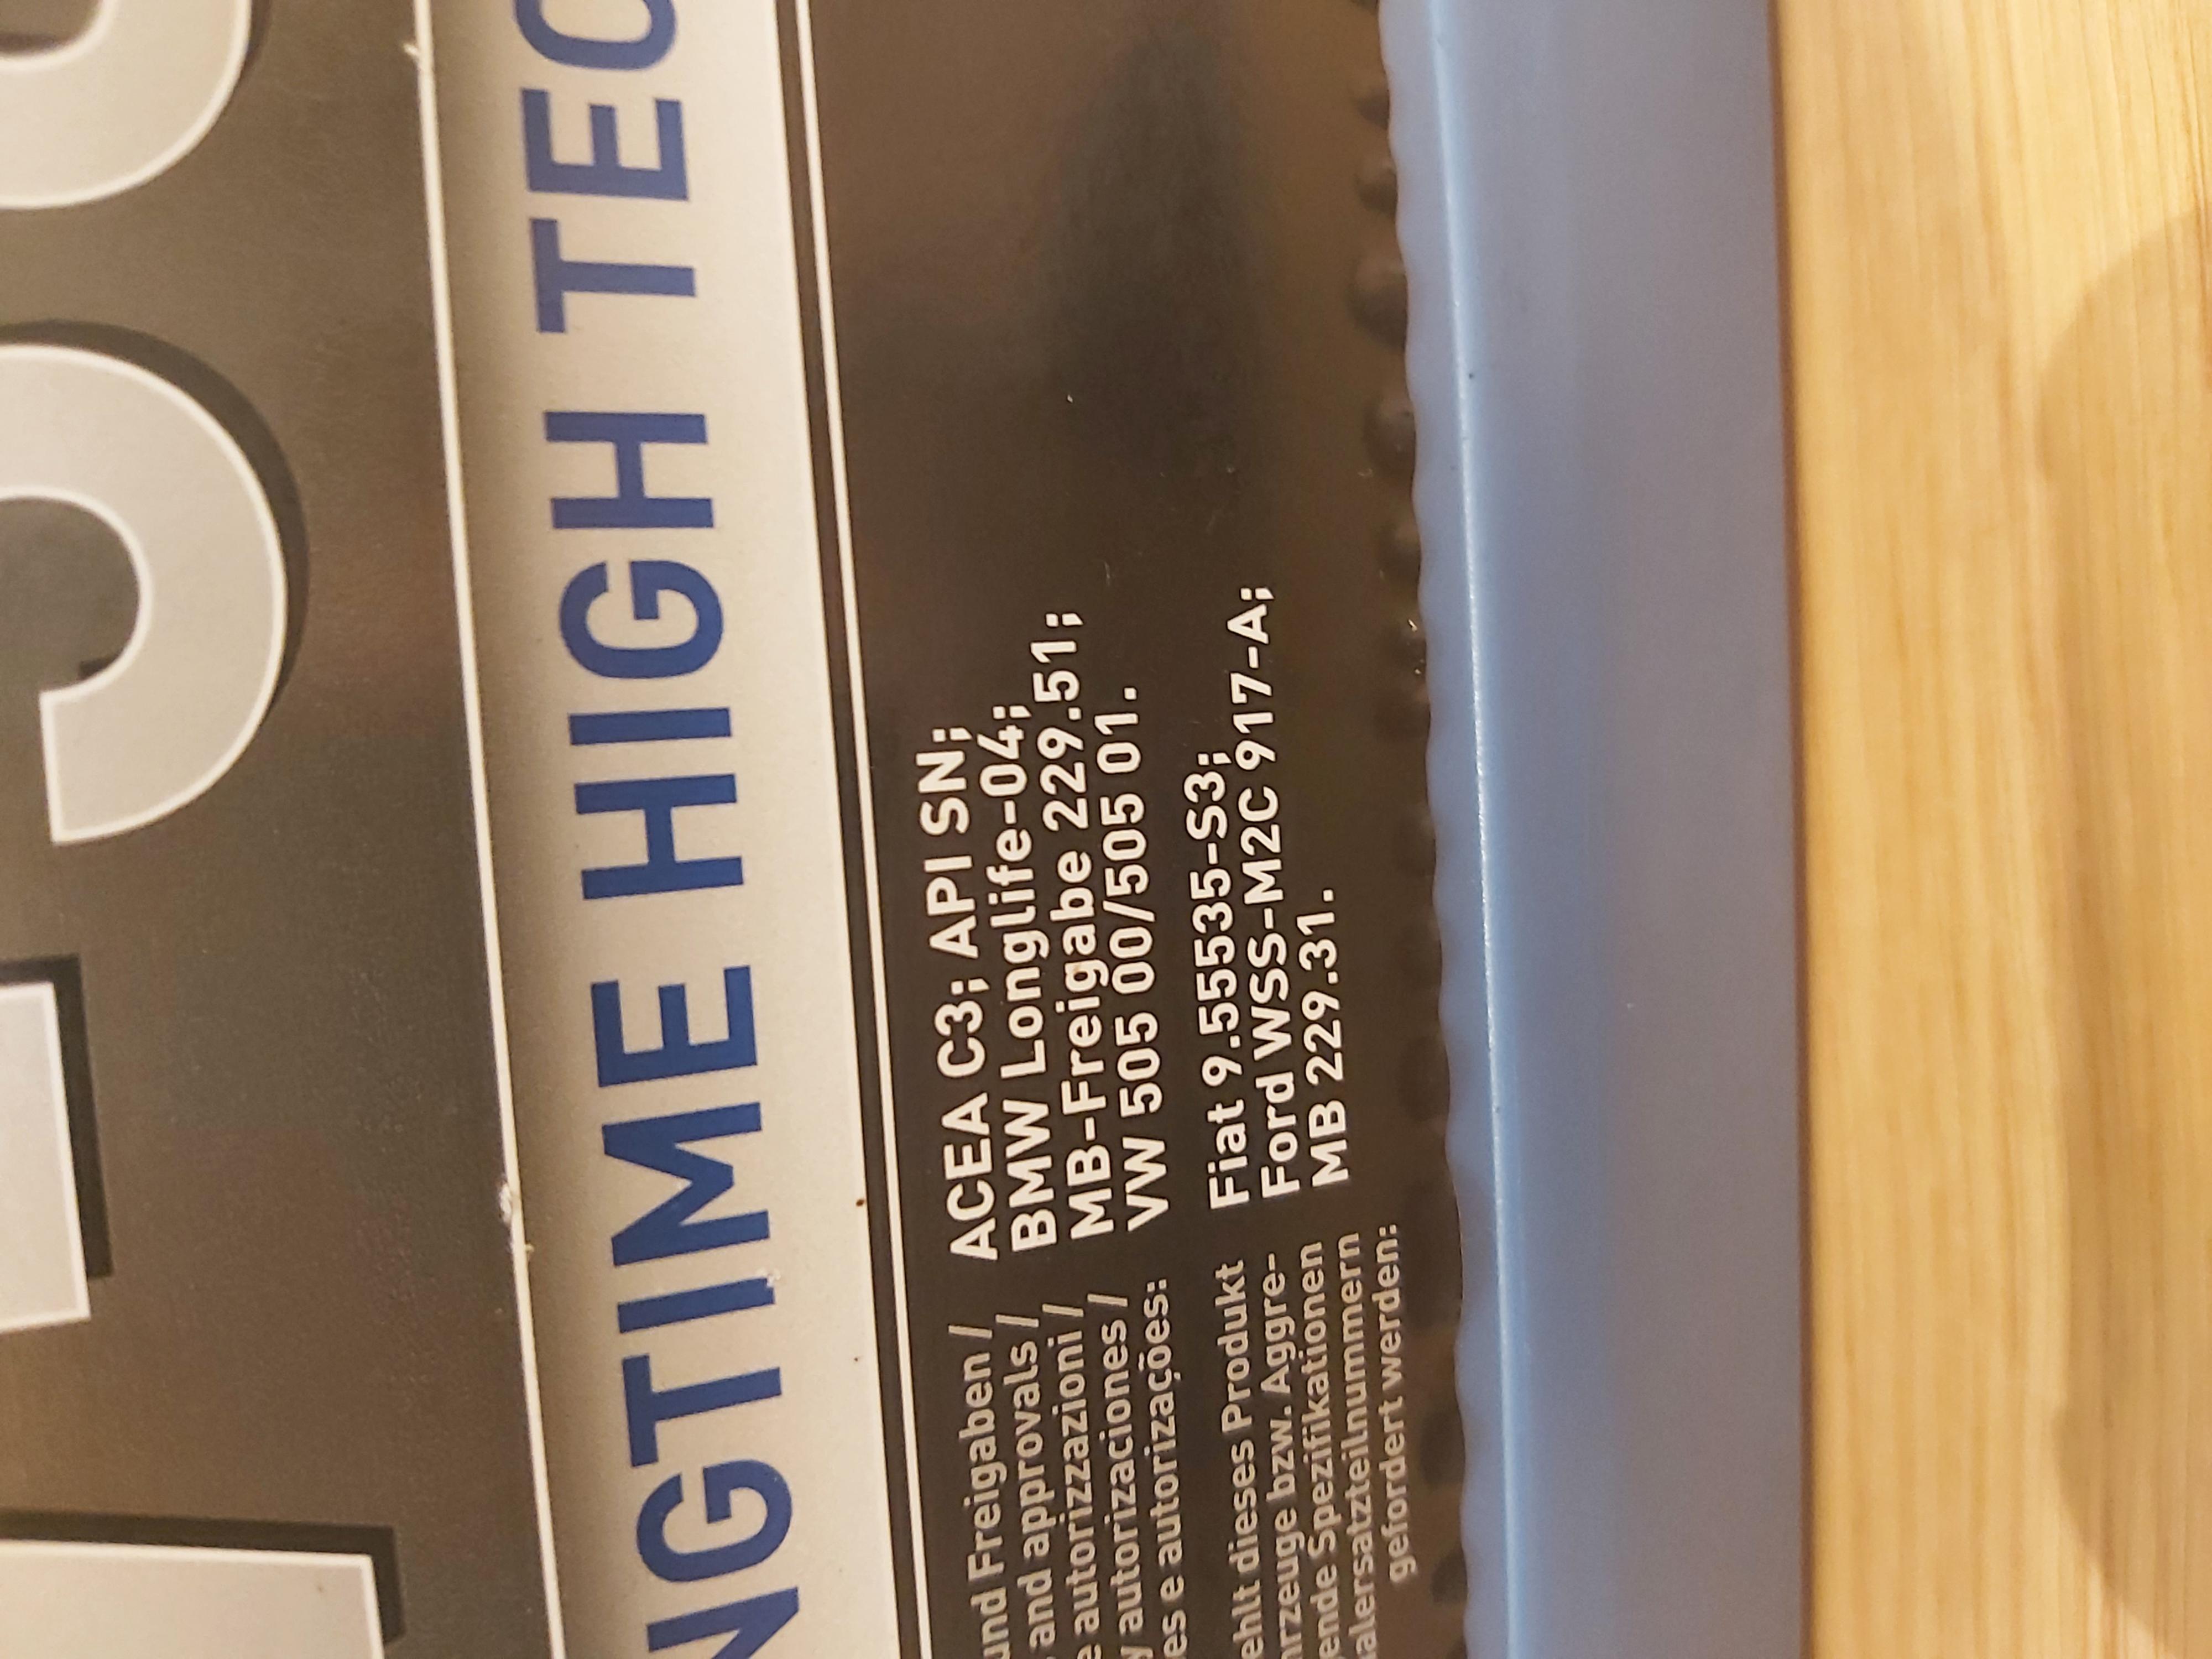 NGTIME HIGH TEC
und Freigaben /
and approvals /
e autorizzazioni /
y autorizaciones /
es e autorizações:
ACEA C3; API SN;
BMW Longlife-04;
MB-Freigabe 229.51;
VW 505 00/505 01.
ehlt dieses Produkt
hrzeuge bzw. Aggre-
ende Spezifikationen
alersatzteilnummern
gefordert werden:
Fiat 9.55535-S3;
Ford WSS-M2C 917-A;
MB 229.31.